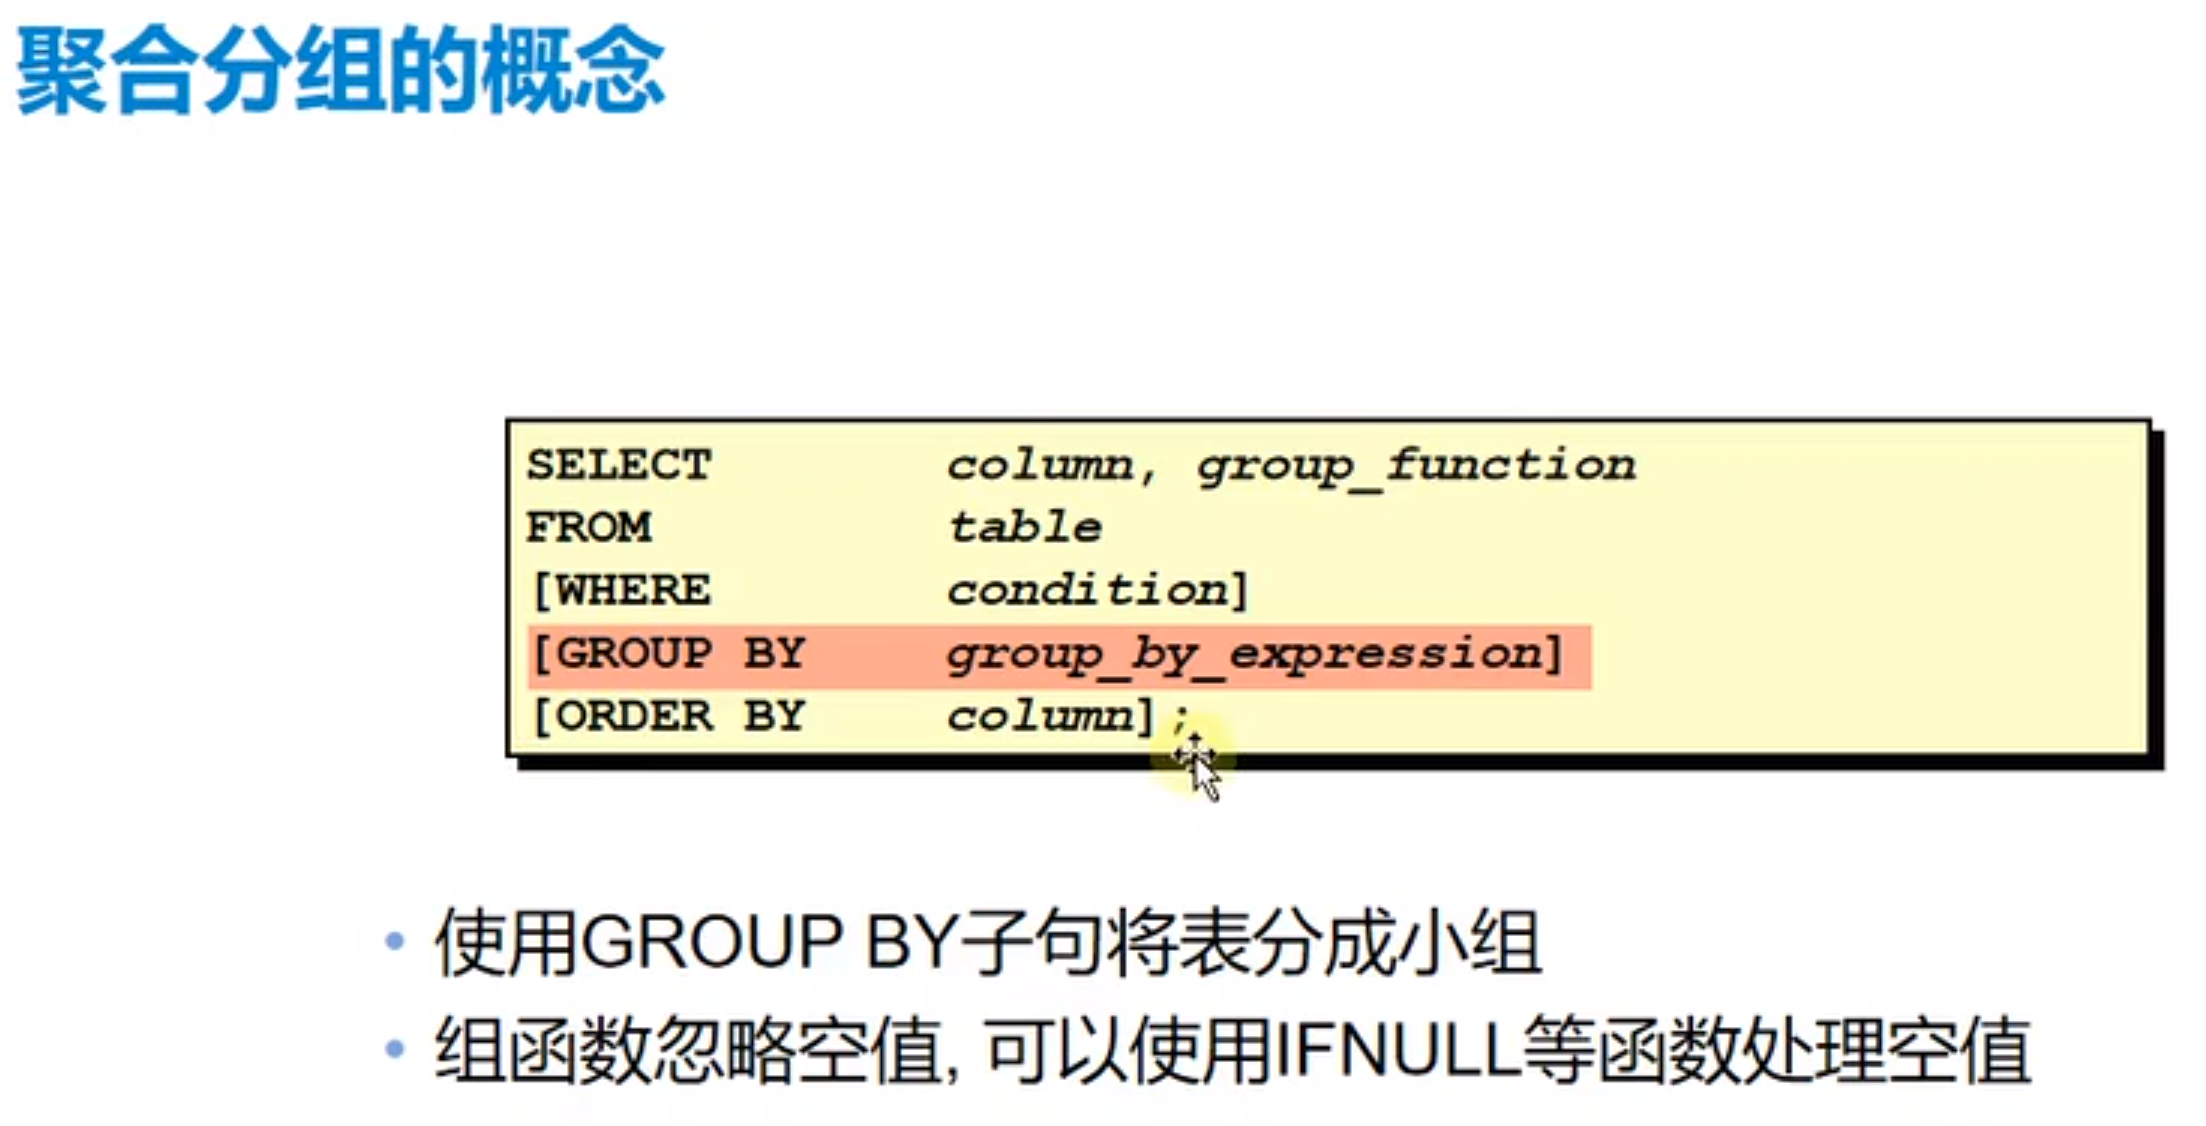 聚合分组的概念
SELECT column, group_function
FROM table
[WHERE condition]
[GROUP BY group_by_expression]
[ORDER BY column];
• 使用GROUP BY子句将表分成小组
• 组函数忽略空值, 可以使用IFNULL等函数处理空值